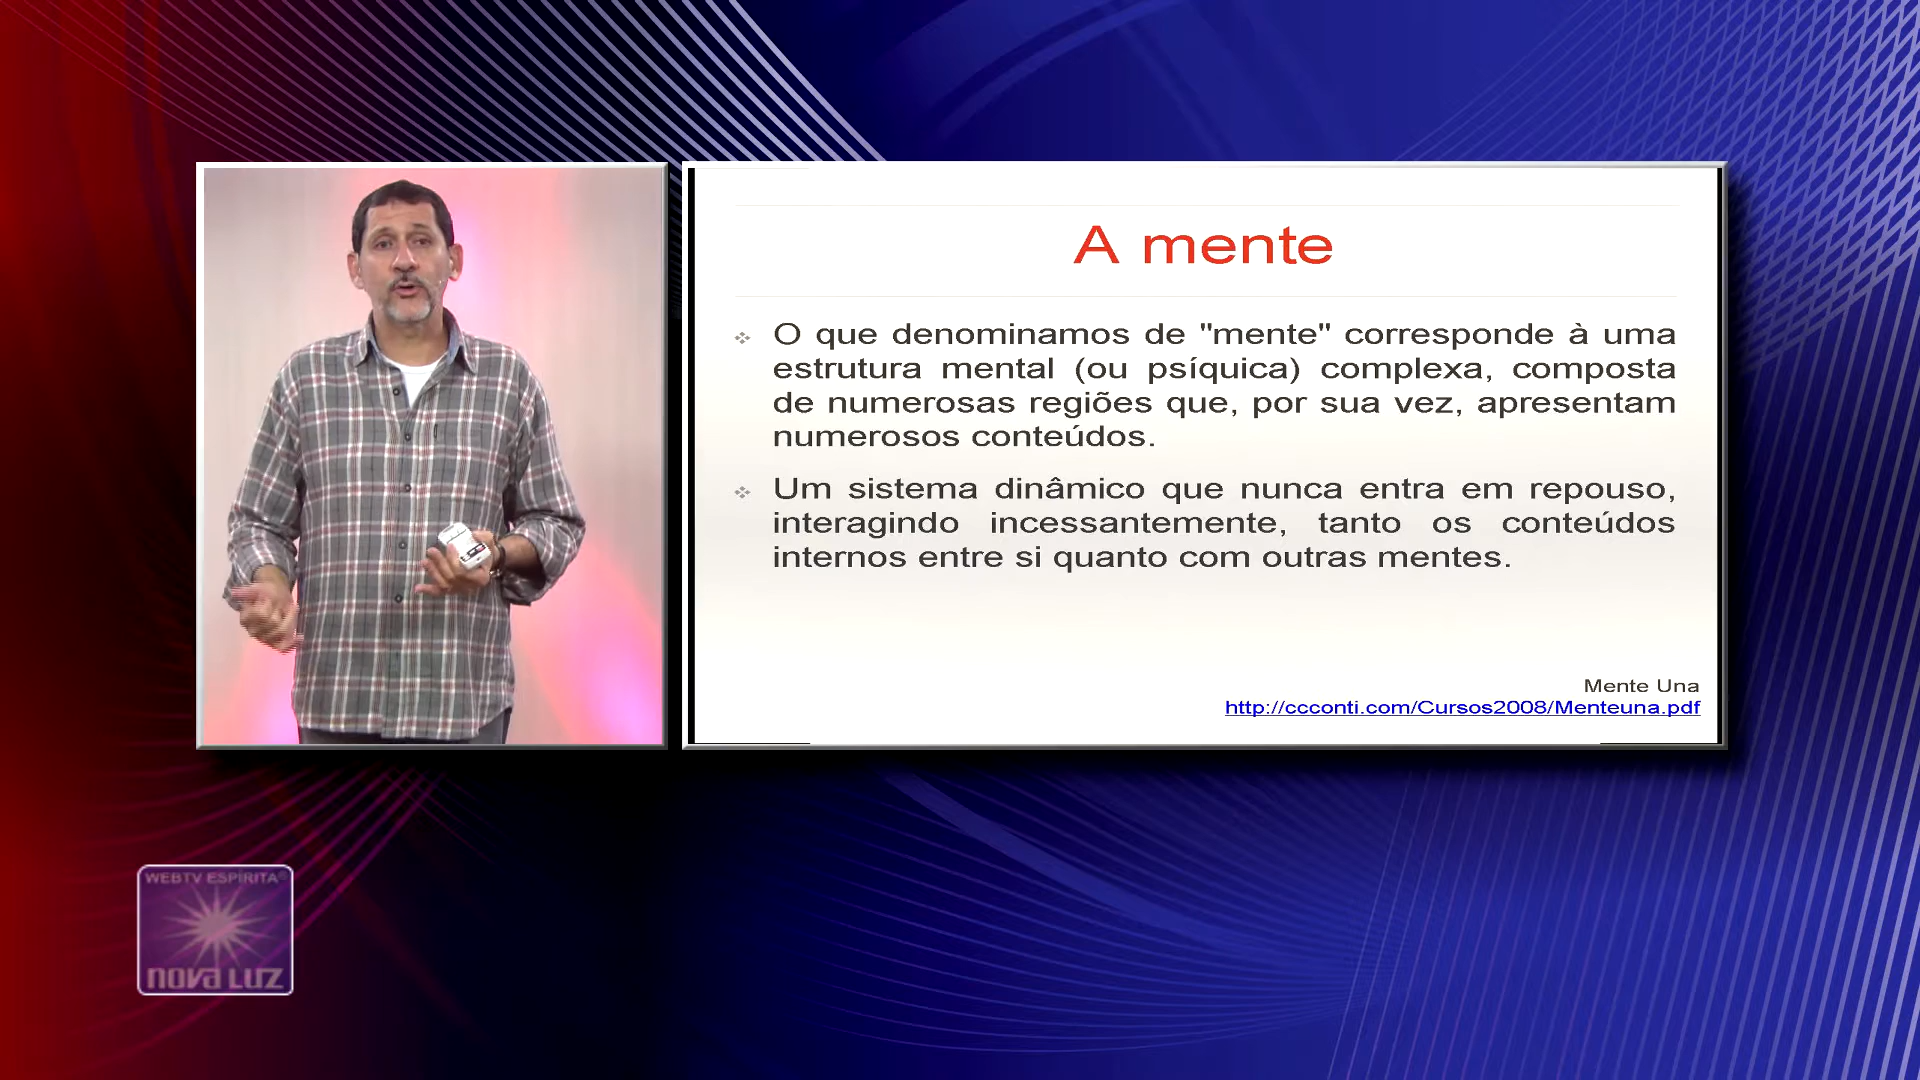 A mente
O que denominamos de "mente" corresponde à uma
estrutura mental (ou psíquica) complexa, composta
de numerosas regiões que, por sua vez, apresentam
numerosos conteúdos.
Um sistema dinâmico que nunca entra em repouso,
interagindo incessantemente, tanto os conteúdos
internos entre si quanto com outras mentes.
Mente Una
http://ccconti.com/Cursos2008/Menteuna.pdf
WEBTV ESPÍRITA®
NOVA LUZ